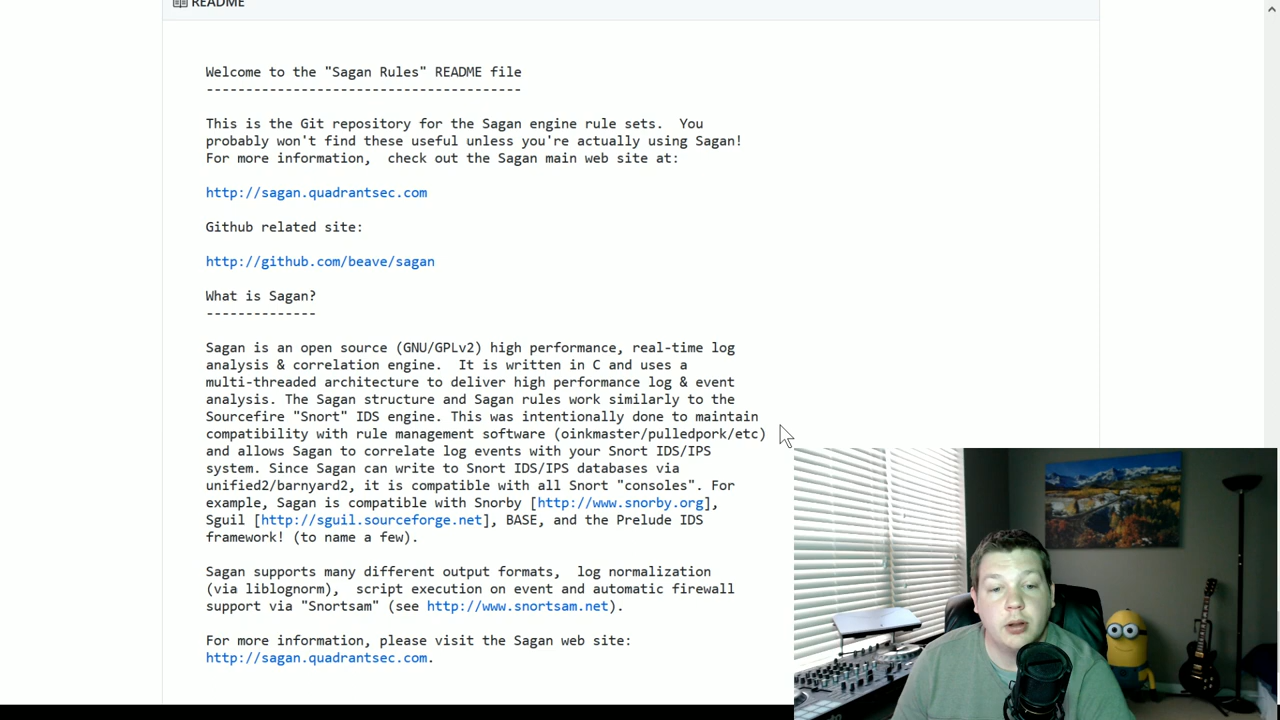 README
Welcome to the "Sagan Rules" README file
----------------------------------------
This is the Git repository for the Sagan engine rule sets.  You
probably won't find these useful unless you're actually using Sagan!
For more information,  check out the Sagan main web site at:
http://sagan.quadrantsec.com
Github related site:
http://github.com/beave/sagan
What is Sagan?
--------------
Sagan is an open source (GNU/GPLv2) high performance, real-time log
analysis & correlation engine.  It is written in C and uses a
multi-threaded architecture to deliver high performance log & event
analysis. The Sagan structure and Sagan rules work similarly to the
Sourcefire "Snort" IDS engine. This was intentionally done to maintain
compatibility with rule management software (oinkmaster/pulledpork/etc)
and allows Sagan to correlate log events with your Snort IDS/IPS
system. Since Sagan can write to Snort IDS/IPS databases via
unified2/barnyard2, it is compatible with all Snort "consoles". For
example, Sagan is compatible with Snorby [http://www.snorby.org],
Sguil [http://sguil.sourceforge.net], BASE, and the Prelude IDS
framework! (to name a few).
Sagan supports many different output formats,  log normalization
(via liblognorm),  script execution on event and automatic firewall
support via "Snortsam" (see http://www.snortsam.net).
For more information, please visit the Sagan web site:
http://sagan.quadrantsec.com.